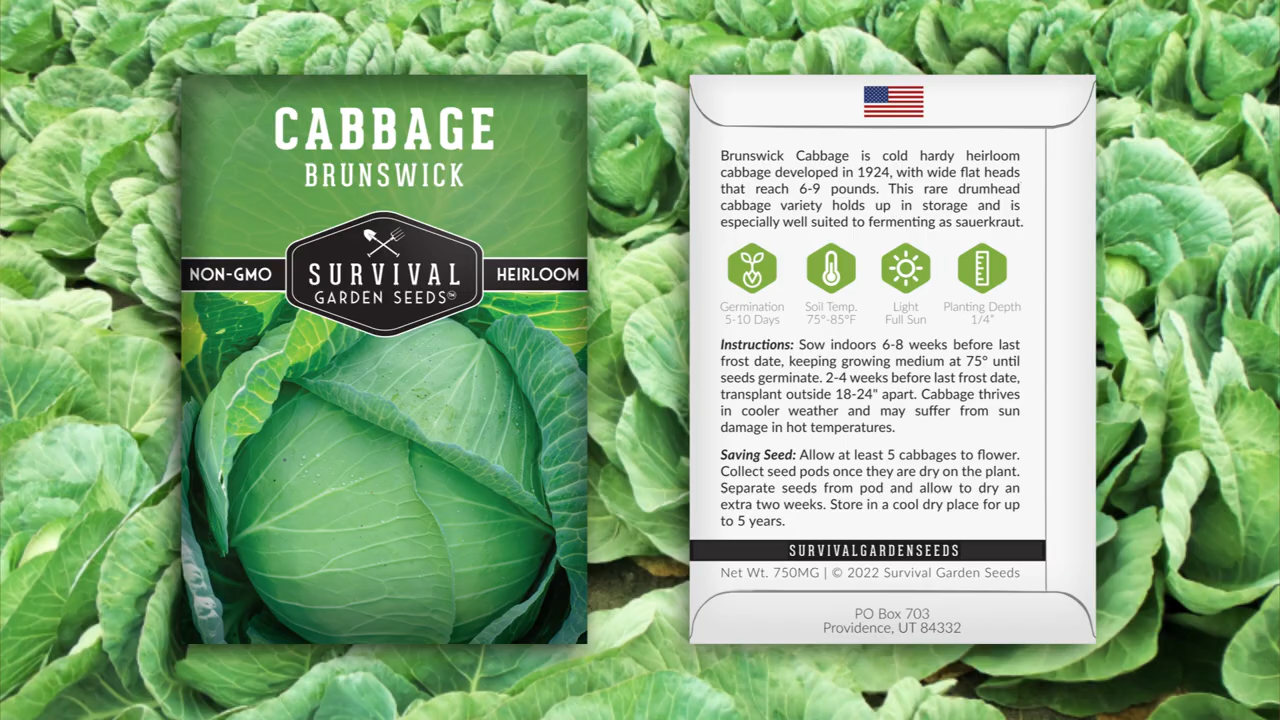 CABBAGE
BRUNSWICK
NON-GMO
SURVIVAL
GARDEN SEEDS™
HEIRLOOM
Brunswick Cabbage is cold hardy heirloom
cabbage developed in 1924, with wide flat heads
that reach 6-9 pounds. This rare drumhead
cabbage variety holds up in storage and is
especially well suited to fermenting as sauerkraut.
Germination
5-10 Days
Soil Temp.
75°-85°F
Light
Full Sun
Planting Depth
1/4"
Instructions: Sow indoors 6-8 weeks before last
frost date, keeping growing medium at 75° until
seeds germinate. 2-4 weeks before last frost date,
transplant outside 18-24" apart. Cabbage thrives
in cooler weather and may suffer from sun
damage in hot temperatures.
Saving Seed: Allow at least 5 cabbages to flower.
Collect seed pods once they are dry on the plant.
Separate seeds from pod and allow to dry an
extra two weeks. Store in a cool dry place for up
to 5 years.
SURVIVALGARDENSEEDS
Net Wt. 750MG | © 2022 Survival Garden Seeds
PO Box 703
Providence, UT 84332